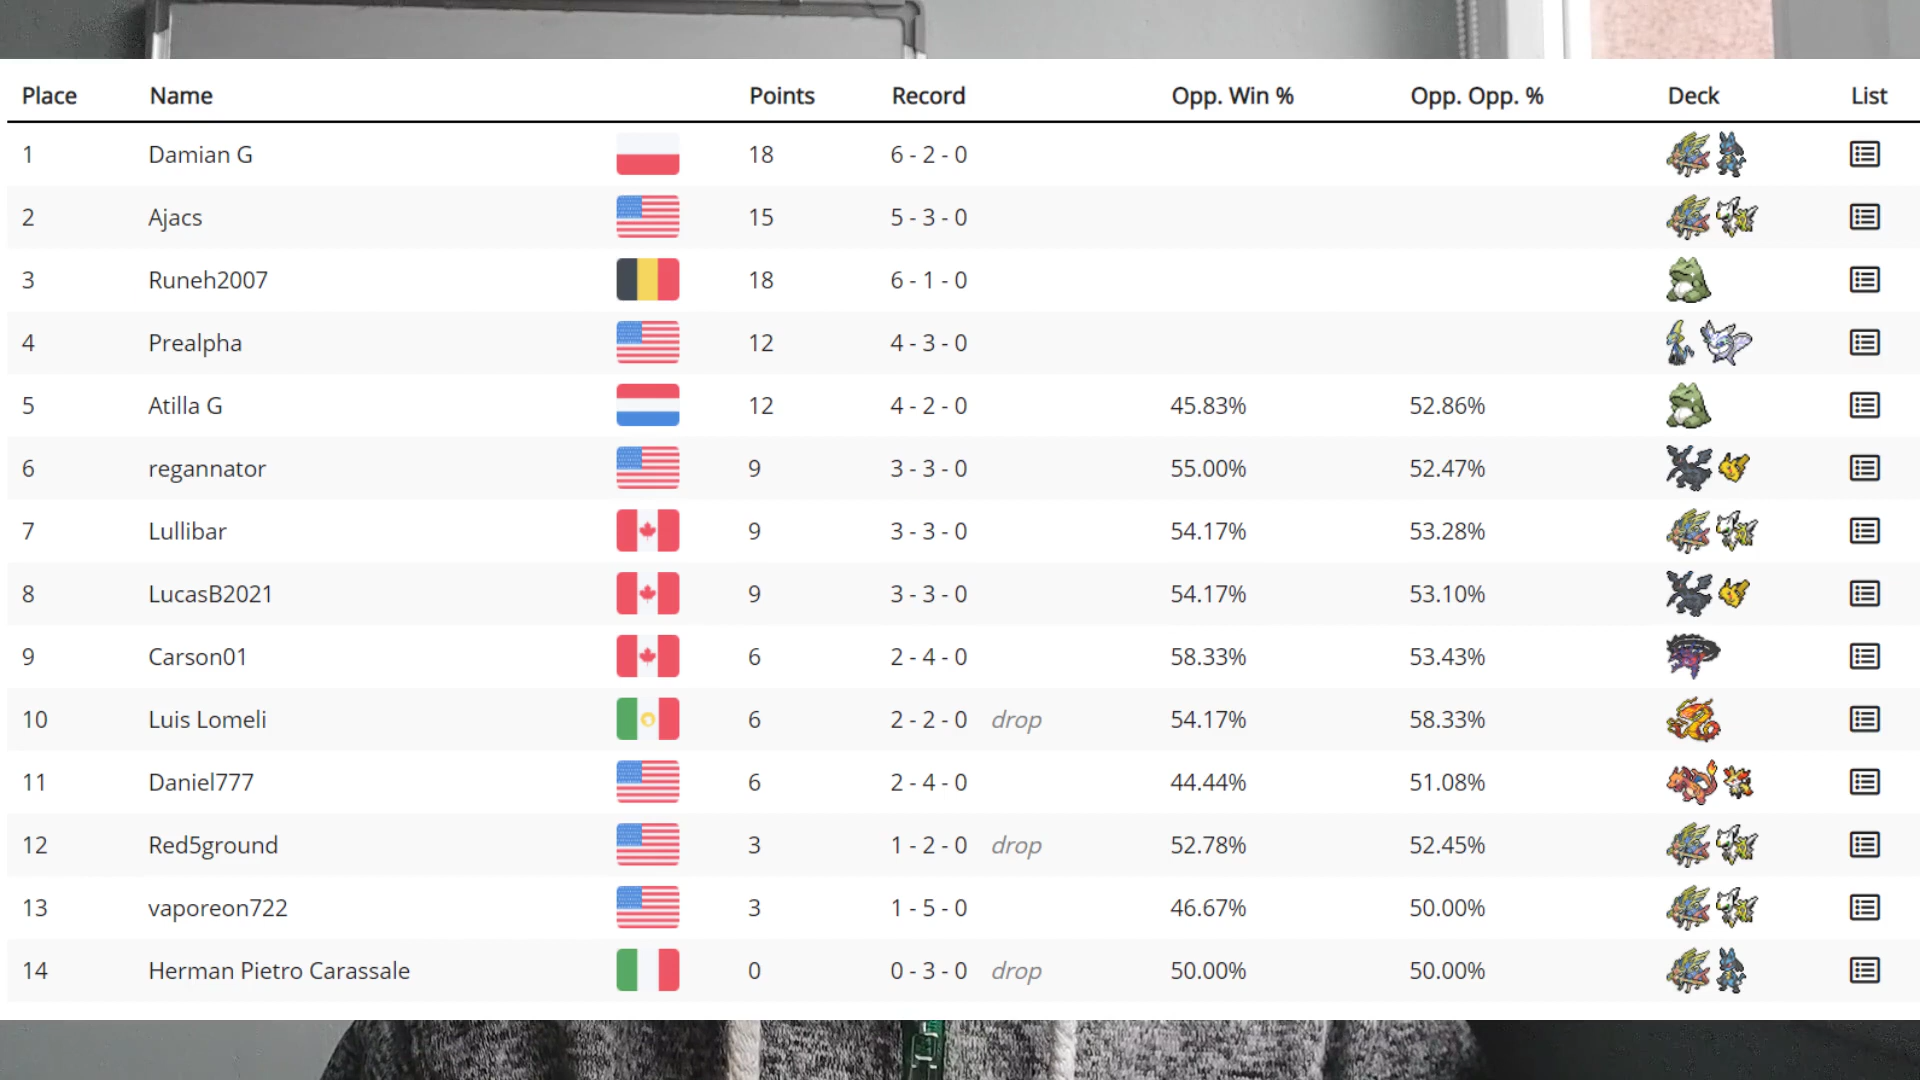 Place Name Points Record Opp. Win % Opp. Opp. % Deck List
1 Damian G 18 6 - 2 - 0
2 Ajacs 15 5 - 3 - 0
3 Runeh2007 18 6 - 1 - 0
4 Prealpha 12 4 - 3 - 0
5 Atilla G 12 4 - 2 - 0 45.83% 52.86%
6 regannator 9 3 - 3 - 0 55.00% 52.47%
7 Lullibar 9 3 - 3 - 0 54.17% 53.28%
8 LucasB2021 9 3 - 3 - 0 54.17% 53.10%
9 Carson01 6 2 - 4 - 0 58.33% 53.43%
10 Luis Lomeli 6 2 - 2 - 0 drop 54.17% 58.33%
11 Daniel777 6 2 - 4 - 0 44.44% 51.08%
12 Red5ground 3 1 - 2 - 0 drop 52.78% 52.45%
13 vaporeon722 3 1 - 5 - 0 46.67% 50.00%
14 Herman Pietro Carassale 0 0 - 3 - 0 drop 50.00% 50.00%